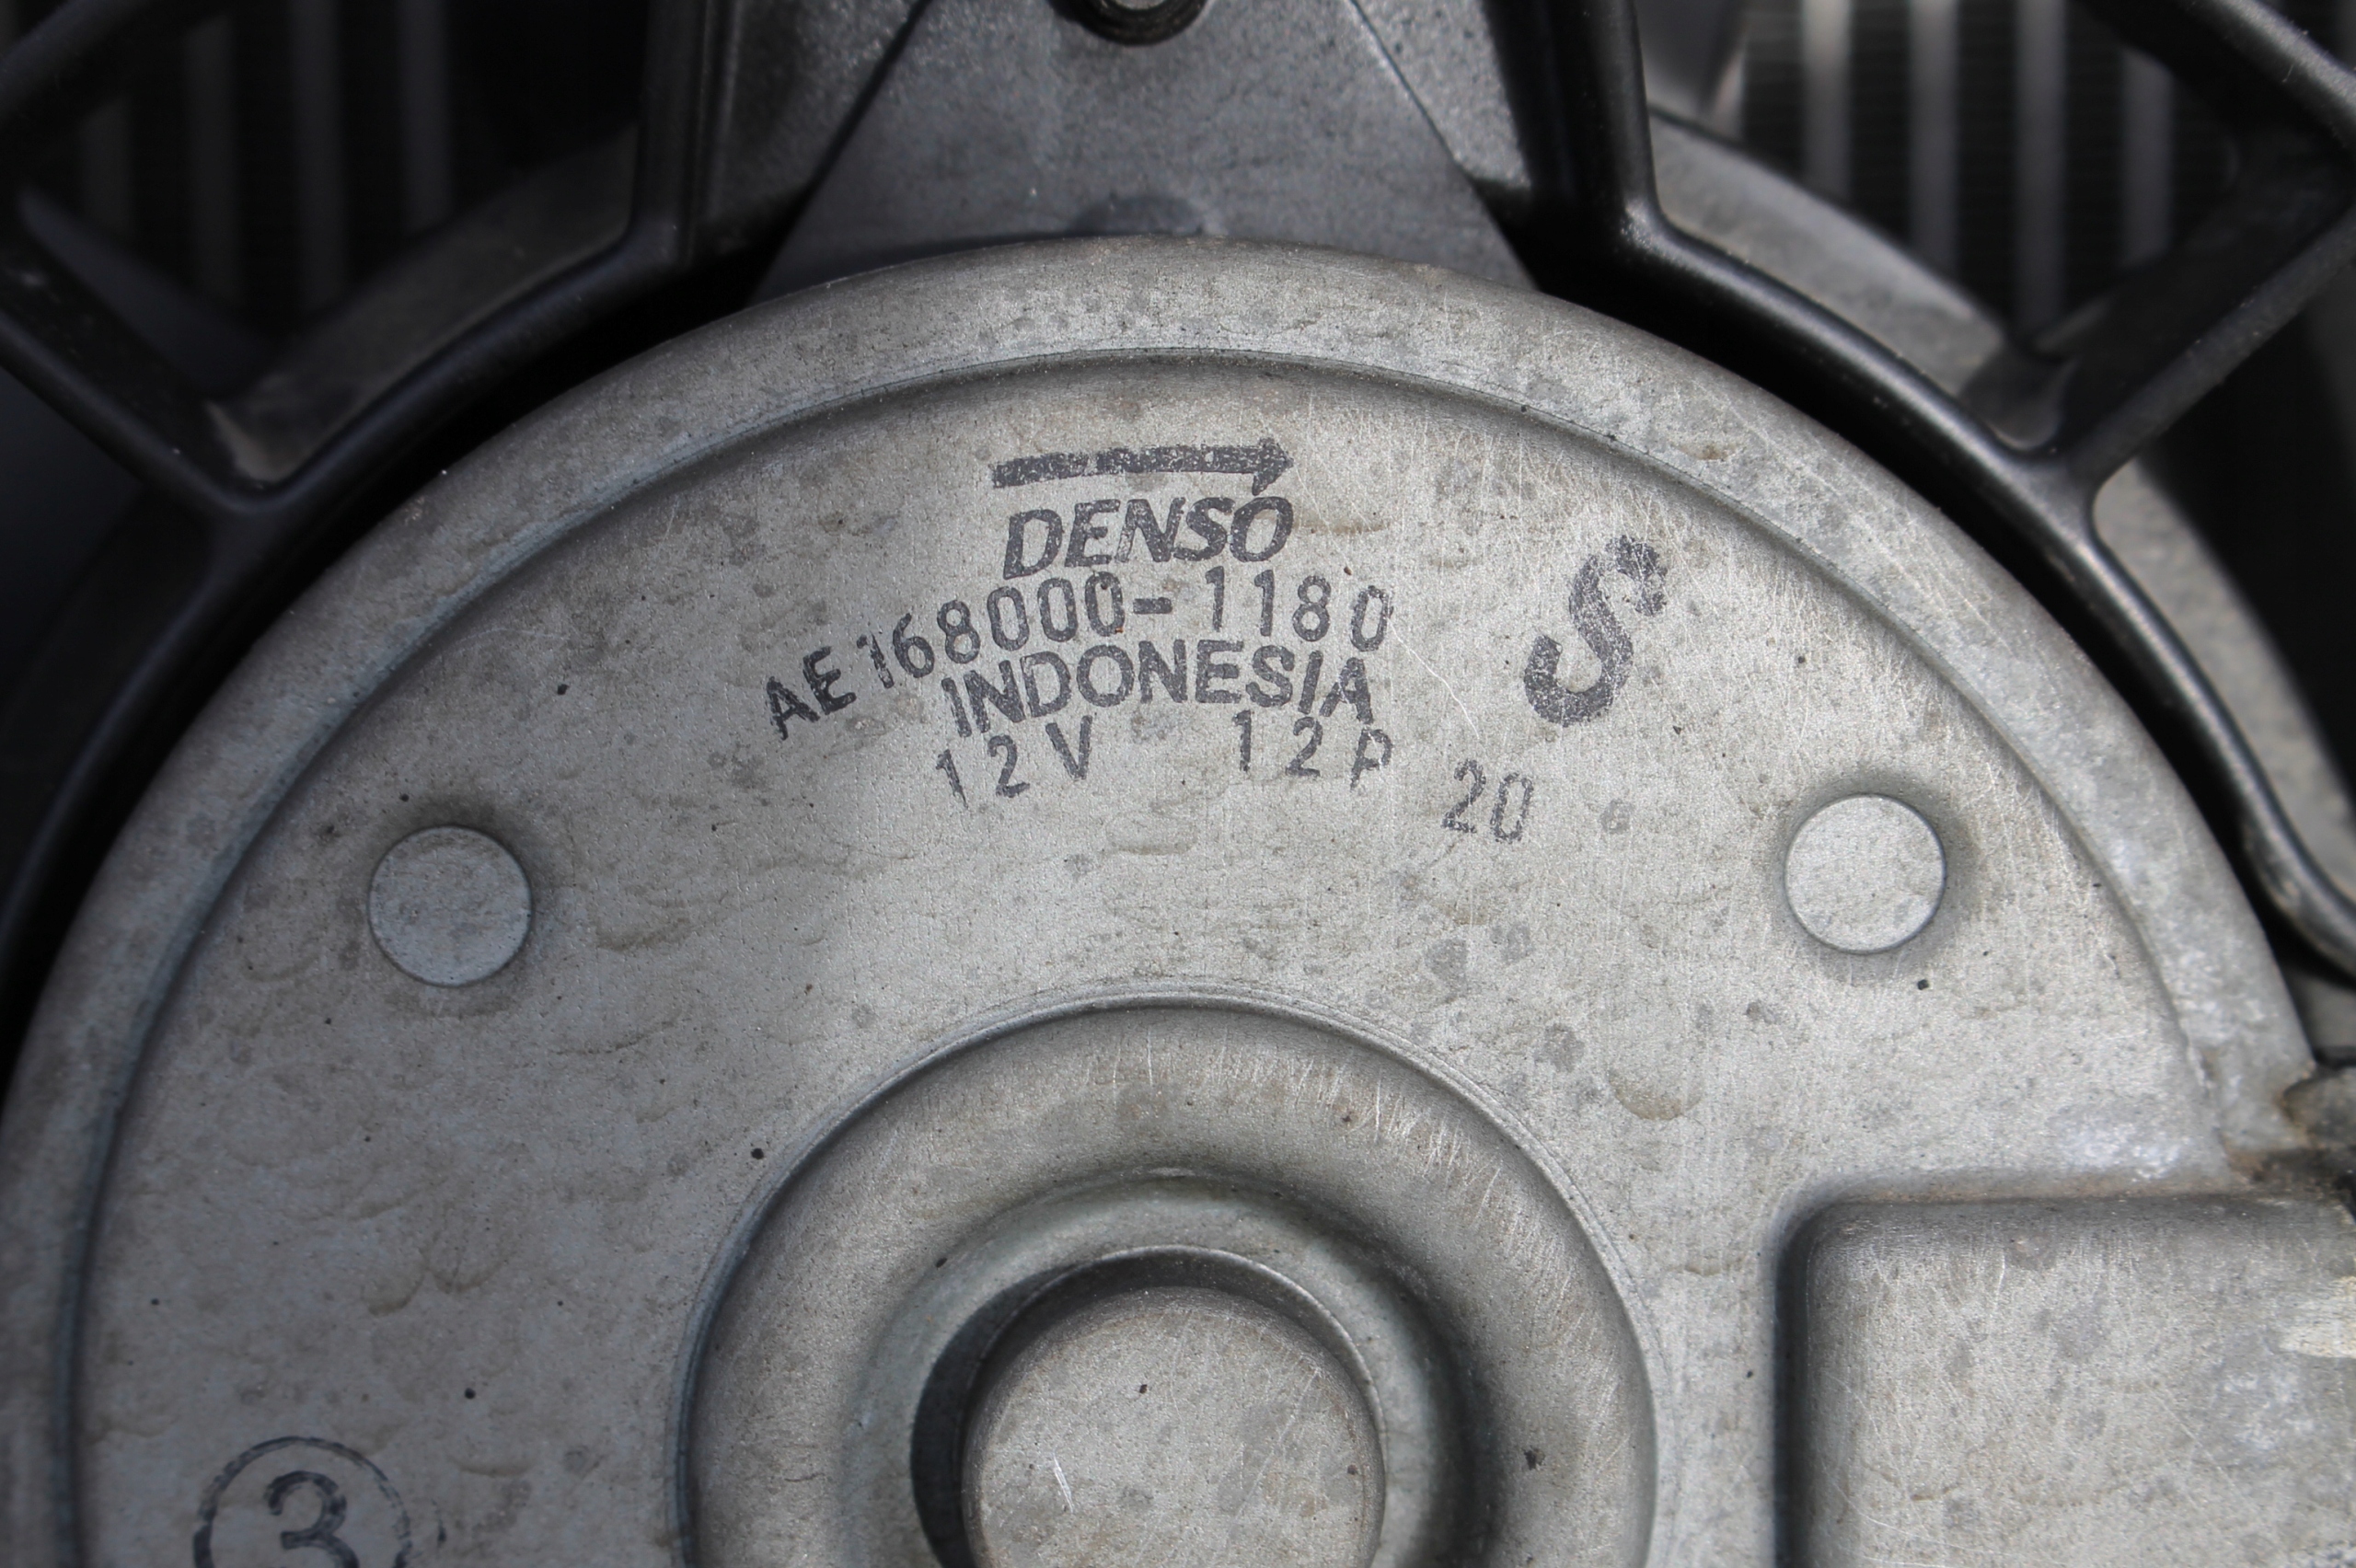 DENSO
AE168000-1180
INDONESIA
12V 12P 20
S
3